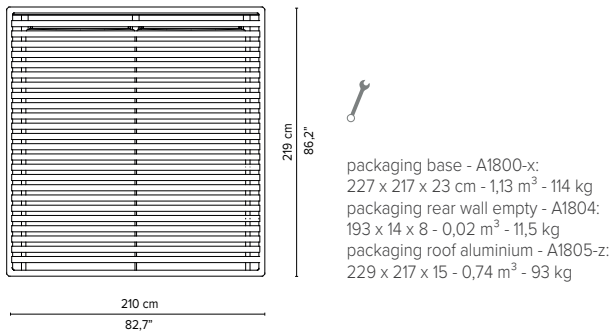 219 cm
86,2"
210 cm
82,7"
packaging base - A1800-x:
227 x 217 x 23 cm - 1,13 m³ - 114 kg
packaging rear wall empty - A1804:
193 x 14 x 8 - 0,02 m³ - 11,5 kg
packaging roof aluminium - A1805-z:
229 x 217 x 15 - 0,74 m³ - 93 kg